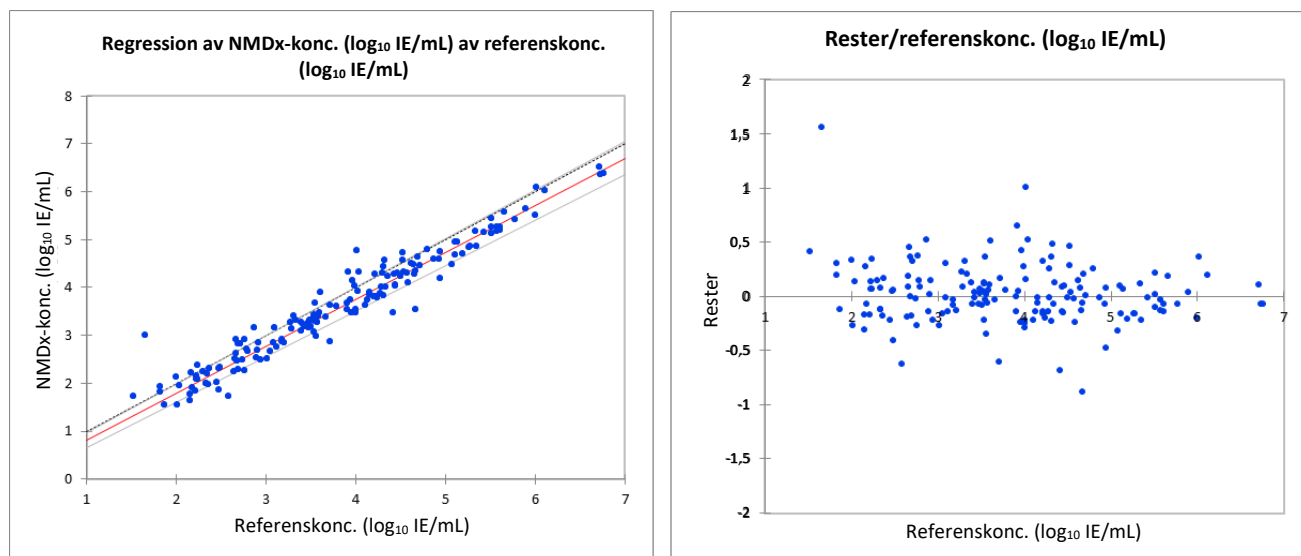 Regression av NMDx-konc. (log₁₀ IE/mL) av referenskonc.
(log₁₀ IE/mL)
8
7
6
5
4
3
2
1
0
NMDx-konc. (log₁₀ IE/mL)
1 2 3 4 5 6 7
Referenskonc. (log₁₀ IE/mL)
Rester/referenskonc. (log₁₀ IE/mL)
2
1,5
1
0,5
0
-0,5
-1
-1,5
-2
Rester
1 2 3 4 5 6 7
Referenskonc. (log₁₀ IE/mL)